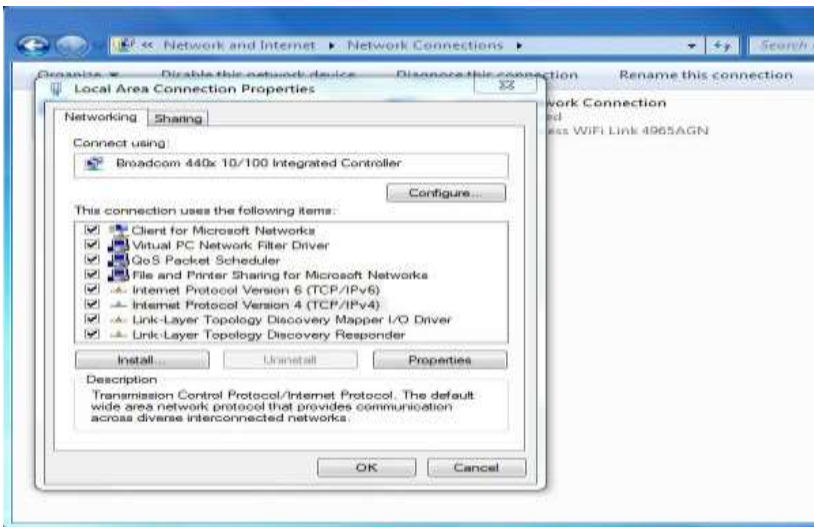 « Network and Internet ▸ Network Connections ▸
Search
Organize Disable this network device Diagnose this connection Rename this connection
Local Area Connection Properties
work Connection
ed
ess WiFi Link 4965AGN
Networking Sharing
Connect using:
Broadcom 440x 10/100 Integrated Controller
Configure...
This connection uses the following items:
Client for Microsoft Networks
Virtual PC Network Filter Driver
QoS Packet Scheduler
File and Printer Sharing for Microsoft Networks
Internet Protocol Version 6 (TCP/IPv6)
Internet Protocol Version 4 (TCP/IPv4)
Link-Layer Topology Discovery Mapper I/O Driver
Link-Layer Topology Discovery Responder
Install... Uninstall Properties
Description
Transmission Control Protocol/Internet Protocol. The default
wide area network protocol that provides communication
across diverse interconnected networks.
OK Cancel